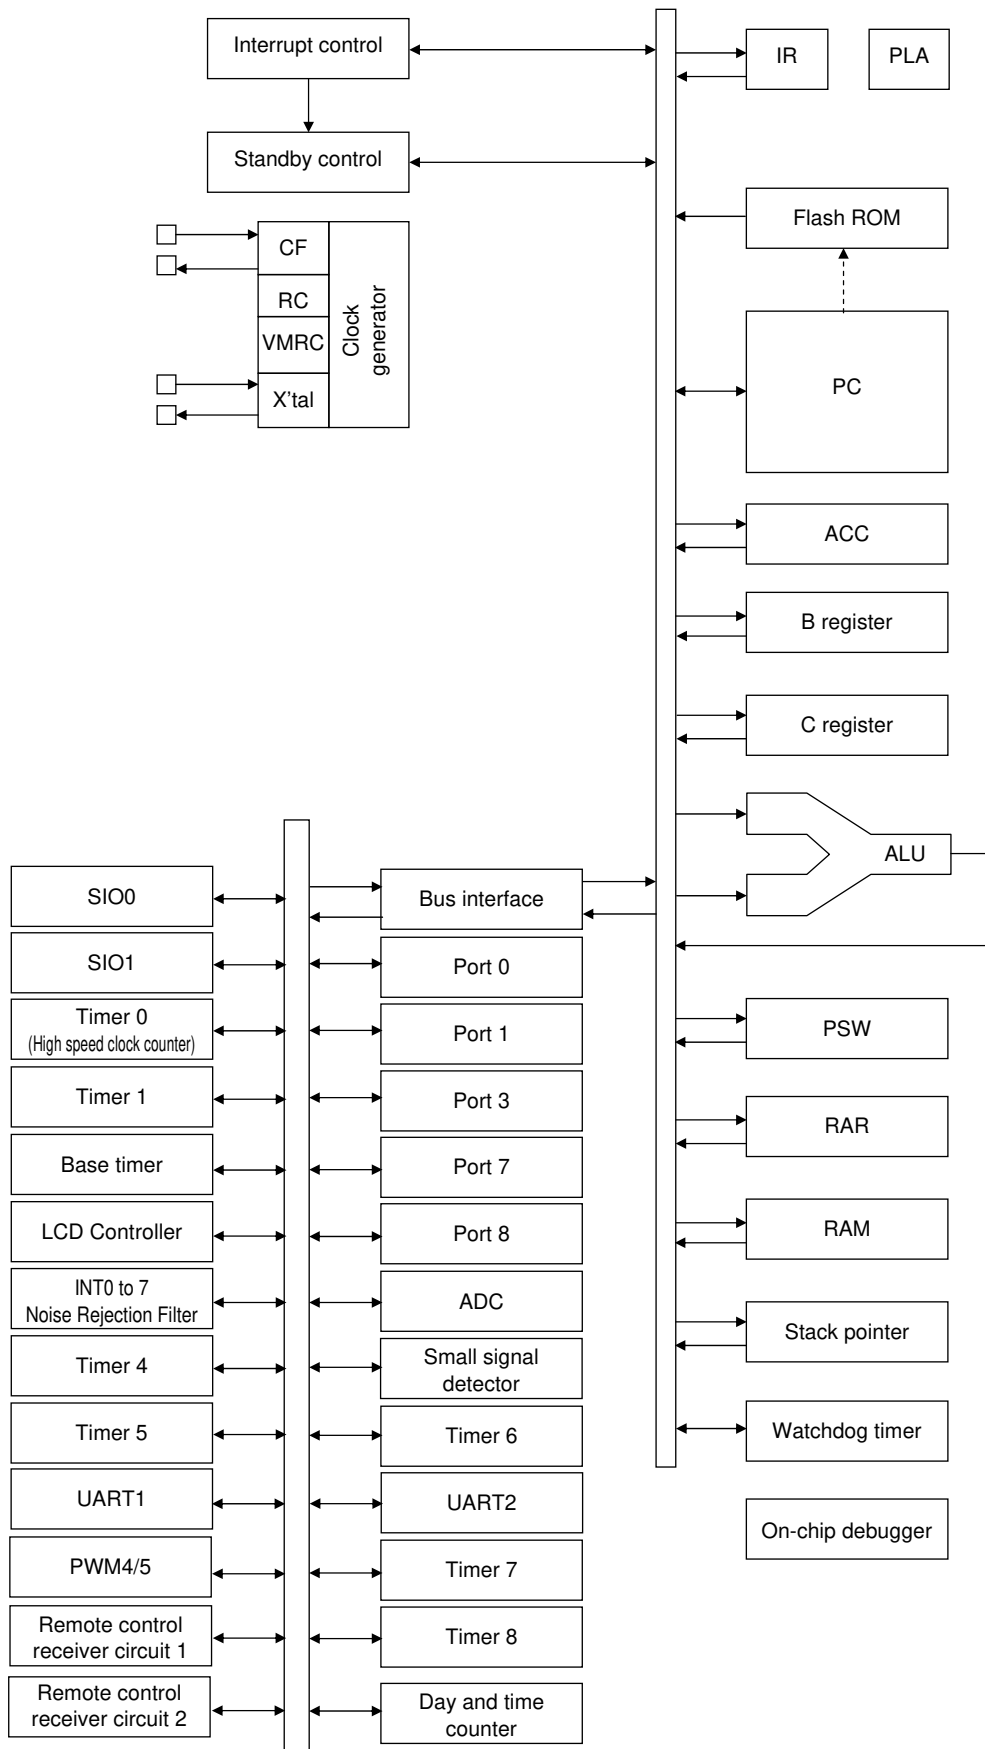 Interrupt control
IR
PLA
Standby control
Flash ROM
CF
RC
VMRC
X'tal
Clock
generator
PC
ACC
B register
C register
ALU
SIO0
Bus interface
SIO1
Port 0
Timer 0
(High speed clock counter)
Port 1
PSW
Timer 1
Port 3
RAR
Base timer
Port 7
LCD Controller
Port 8
RAM
INT0 to 7
Noise Rejection Filter
ADC
Stack pointer
Timer 4
Small signal
detector
Timer 5
Timer 6
Watchdog timer
UART1
UART2
On-chip debugger
PWM4/5
Timer 7
Remote control
receiver circuit 1
Timer 8
Remote control
receiver circuit 2
Day and time
counter